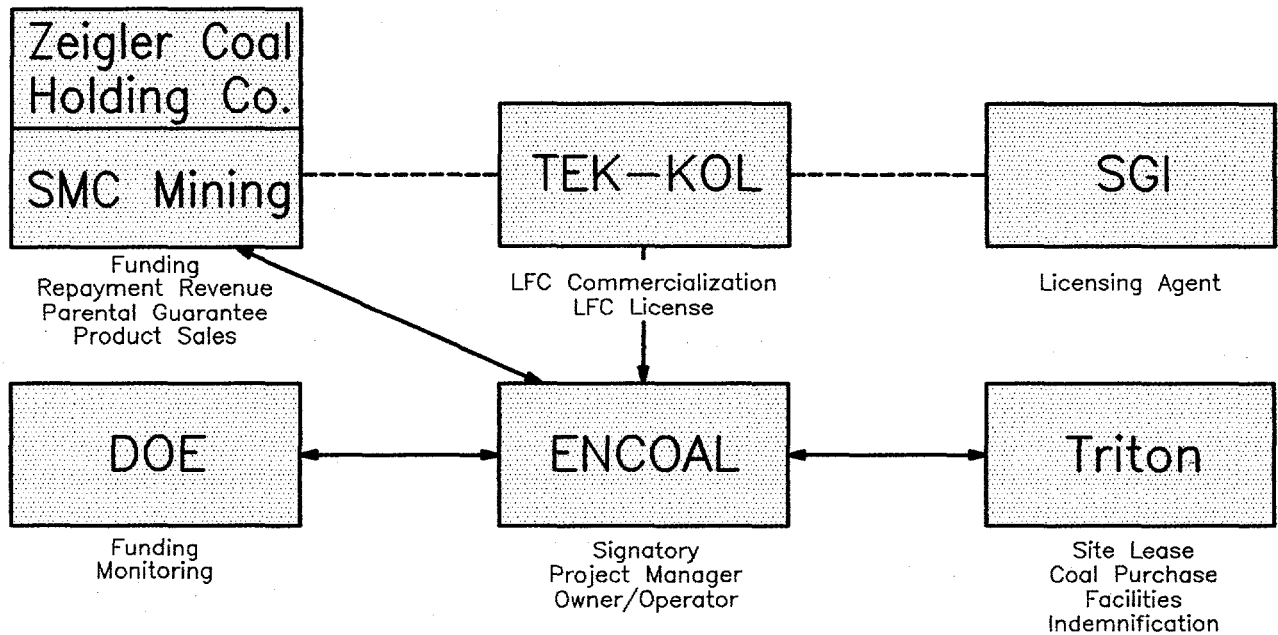 Zeigler Coal
Holding Co.
SMC Mining
Funding
Repayment Revenue
Parental Guarantee
Product Sales
TEK-KOL
LFC Commercialization
LFC License
SGI
Licensing Agent
DOE
Funding
Monitoring
ENCOAL
Signatory
Project Manager
Owner/Operator
Triton
Site Lease
Coal Purchase
Facilities
Indemnification